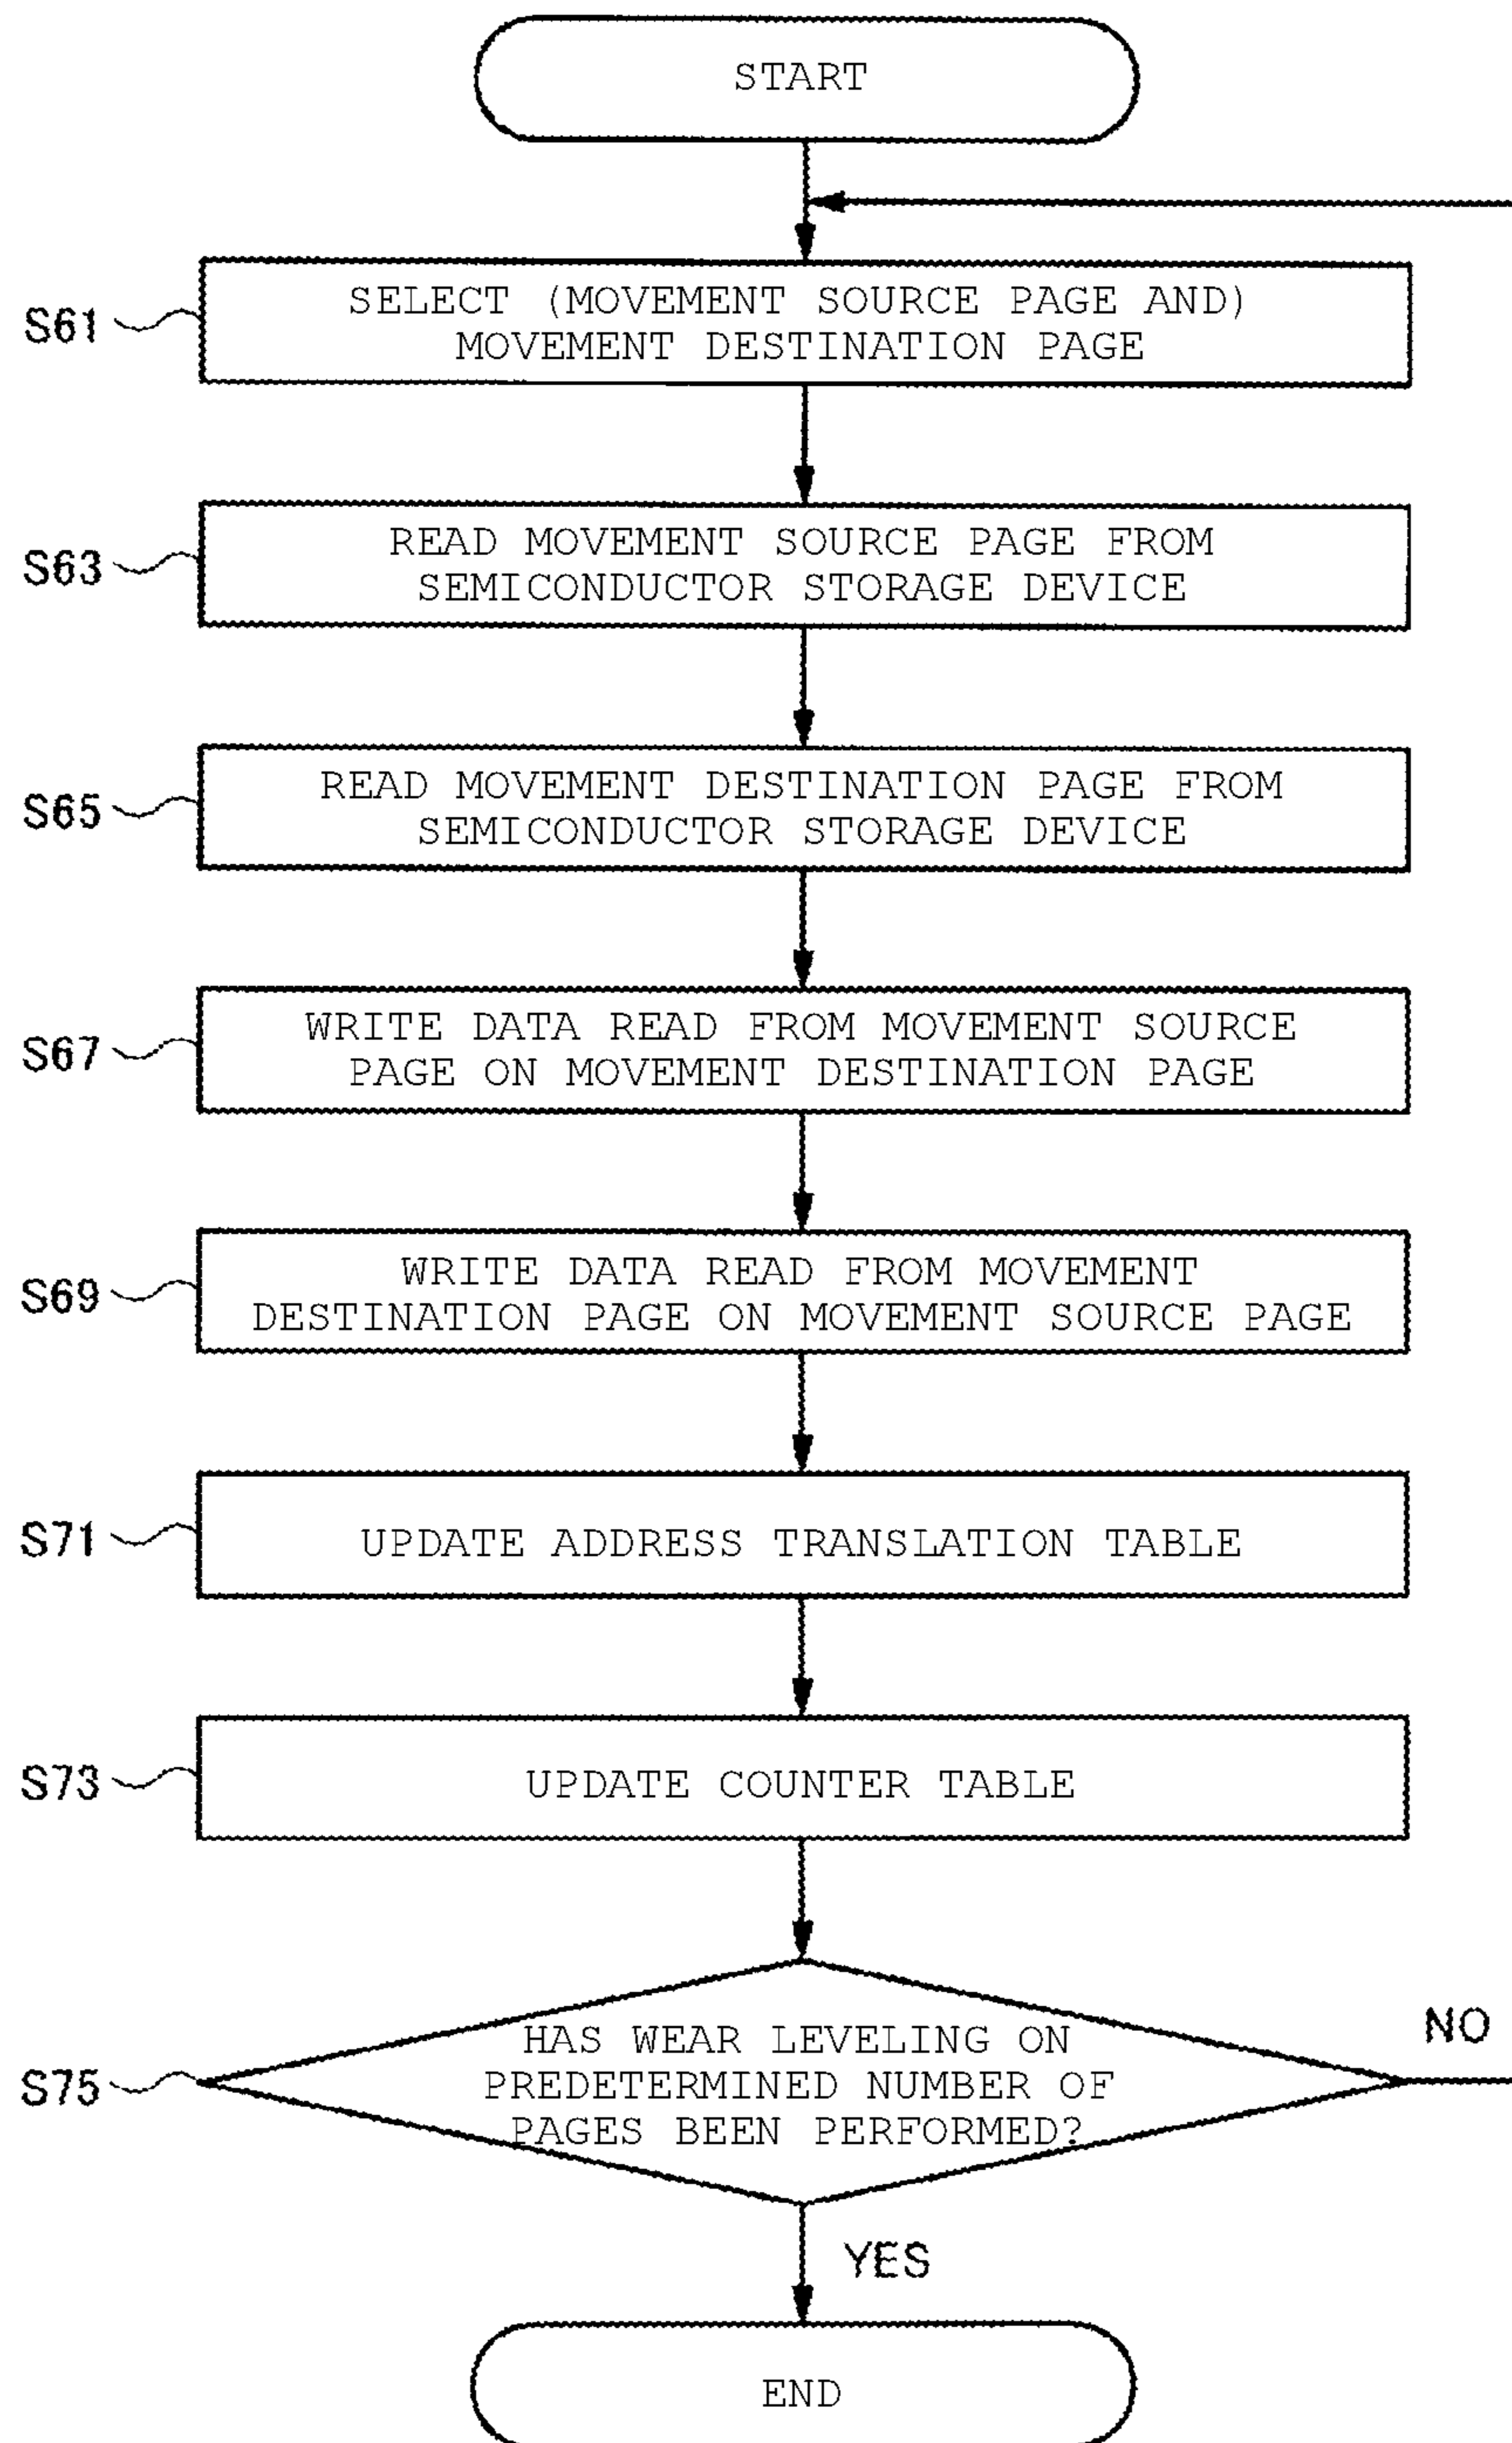 START
S61
SELECT (MOVEMENT SOURCE PAGE AND)
MOVEMENT DESTINATION PAGE
S63
READ MOVEMENT SOURCE PAGE FROM
SEMICONDUCTOR STORAGE DEVICE
S65
READ MOVEMENT DESTINATION PAGE FROM
SEMICONDUCTOR STORAGE DEVICE
S67
WRITE DATA READ FROM MOVEMENT SOURCE
PAGE ON MOVEMENT DESTINATION PAGE
S69
WRITE DATA READ FROM MOVEMENT
DESTINATION PAGE ON MOVEMENT SOURCE PAGE
S71
UPDATE ADDRESS TRANSLATION TABLE
S73
UPDATE COUNTER TABLE
S75
HAS WEAR LEVELING ON
PREDETERMINED NUMBER OF
PAGES BEEN PERFORMED?
NO
YES
END